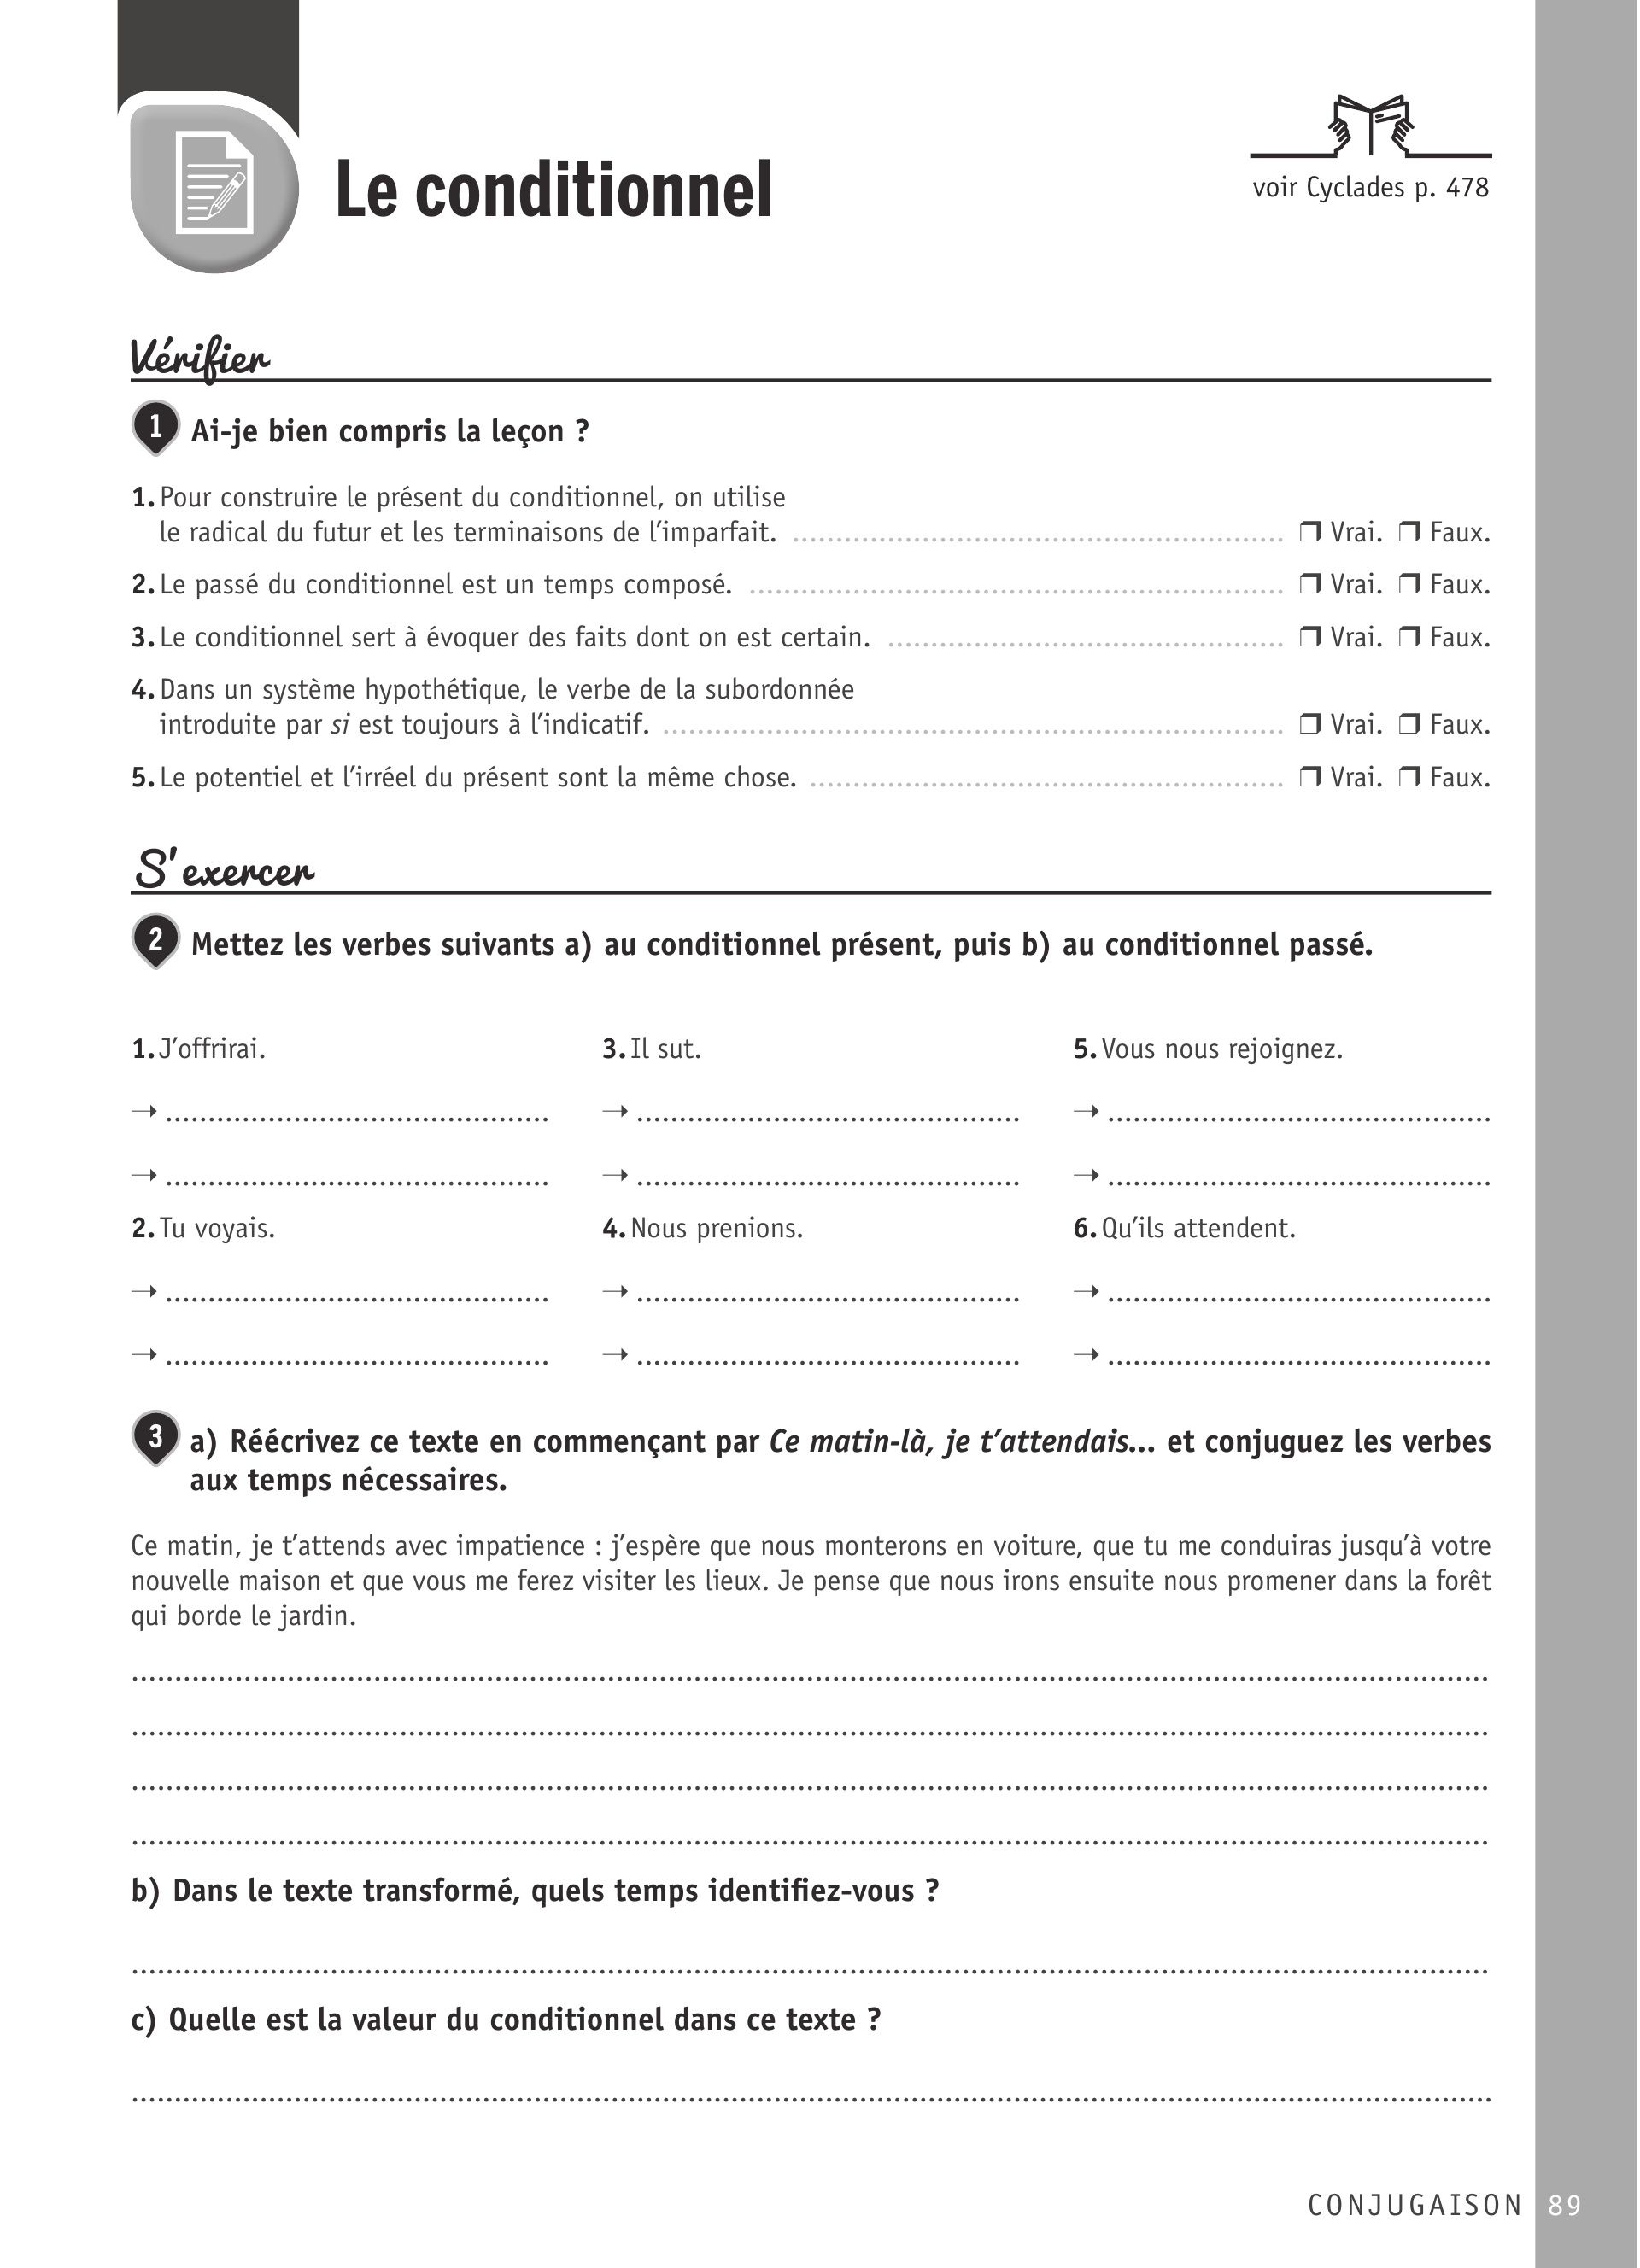 Le conditionnel
voir Cyclades p. 478
Vérifier
1 Ai-je bien compris la leçon ?
1. Pour construire le présent du conditionnel, on utilise
le radical du futur et les terminaisons de l’imparfait. ........................................ ❒ Vrai. ❒ Faux.
2. Le passé du conditionnel est un temps composé. ........................................ ❒ Vrai. ❒ Faux.
3. Le conditionnel sert à évoquer des faits dont on est certain. ........................................ ❒ Vrai. ❒ Faux.
4. Dans un système hypothétique, le verbe de la subordonnée
introduite par si est toujours à l’indicatif. ........................................ ❒ Vrai. ❒ Faux.
5. Le potentiel et l’irréel du présent sont la même chose. ........................................ ❒ Vrai. ❒ Faux.
S'exercer
2 Mettez les verbes suivants a) au conditionnel présent, puis b) au conditionnel passé.
1. J’offrirai.
→ ........................................
→ ........................................
2. Tu voyais.
→ ........................................
→ ........................................
3. Il sut.
→ ........................................
→ ........................................
4. Nous prenions.
→ ........................................
→ ........................................
5. Vous nous rejoignez.
→ ........................................
→ ........................................
6. Qu’ils attendent.
→ ........................................
→ ........................................
3 a) Réécrivez ce texte en commençant par Ce matin-là, je t’attendais... et conjuguez les verbes
aux temps nécessaires.
Ce matin, je t’attends avec impatience : j’espère que nous monterons en voiture, que tu me conduiras jusqu’à votre
nouvelle maison et que vous me ferez visiter les lieux. Je pense que nous irons ensuite nous promener dans la forêt
qui borde le jardin.
........................................
........................................
........................................
........................................
b) Dans le texte transformé, quels temps identifiez-vous ?
........................................
c) Quelle est la valeur du conditionnel dans ce texte ?
........................................
CONJUGAISON 89